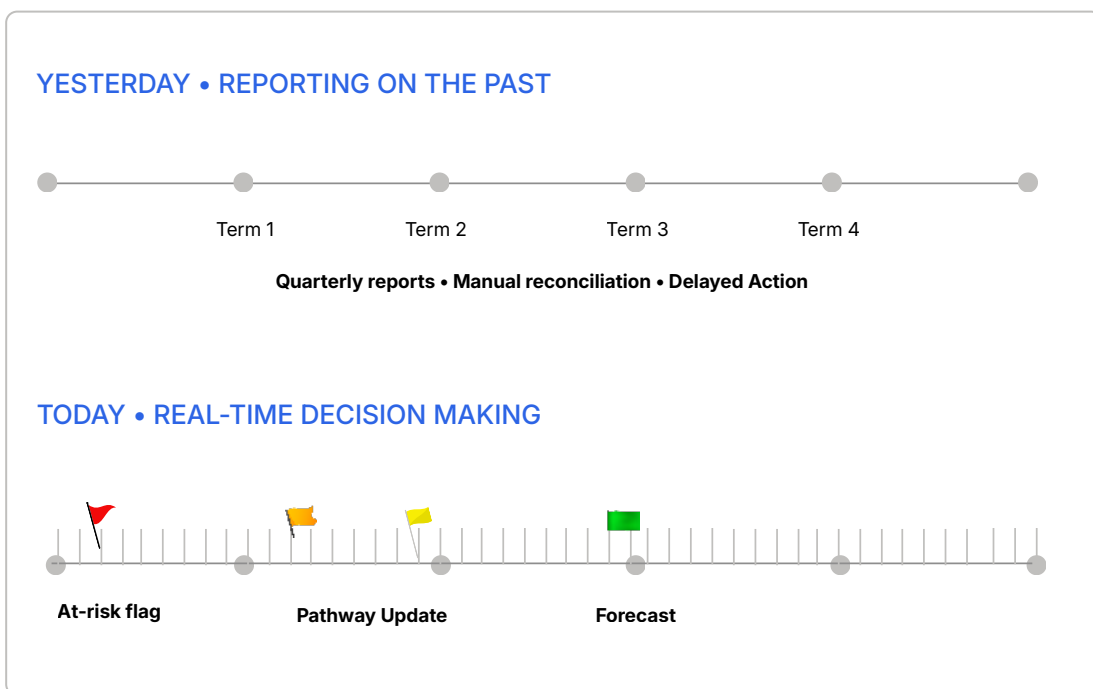 YESTERDAY • REPORTING ON THE PAST
Term 1 Term 2 Term 3 Term 4
Quarterly reports • Manual reconciliation • Delayed Action
TODAY • REAL-TIME DECISION MAKING
At-risk flag Pathway Update Forecast